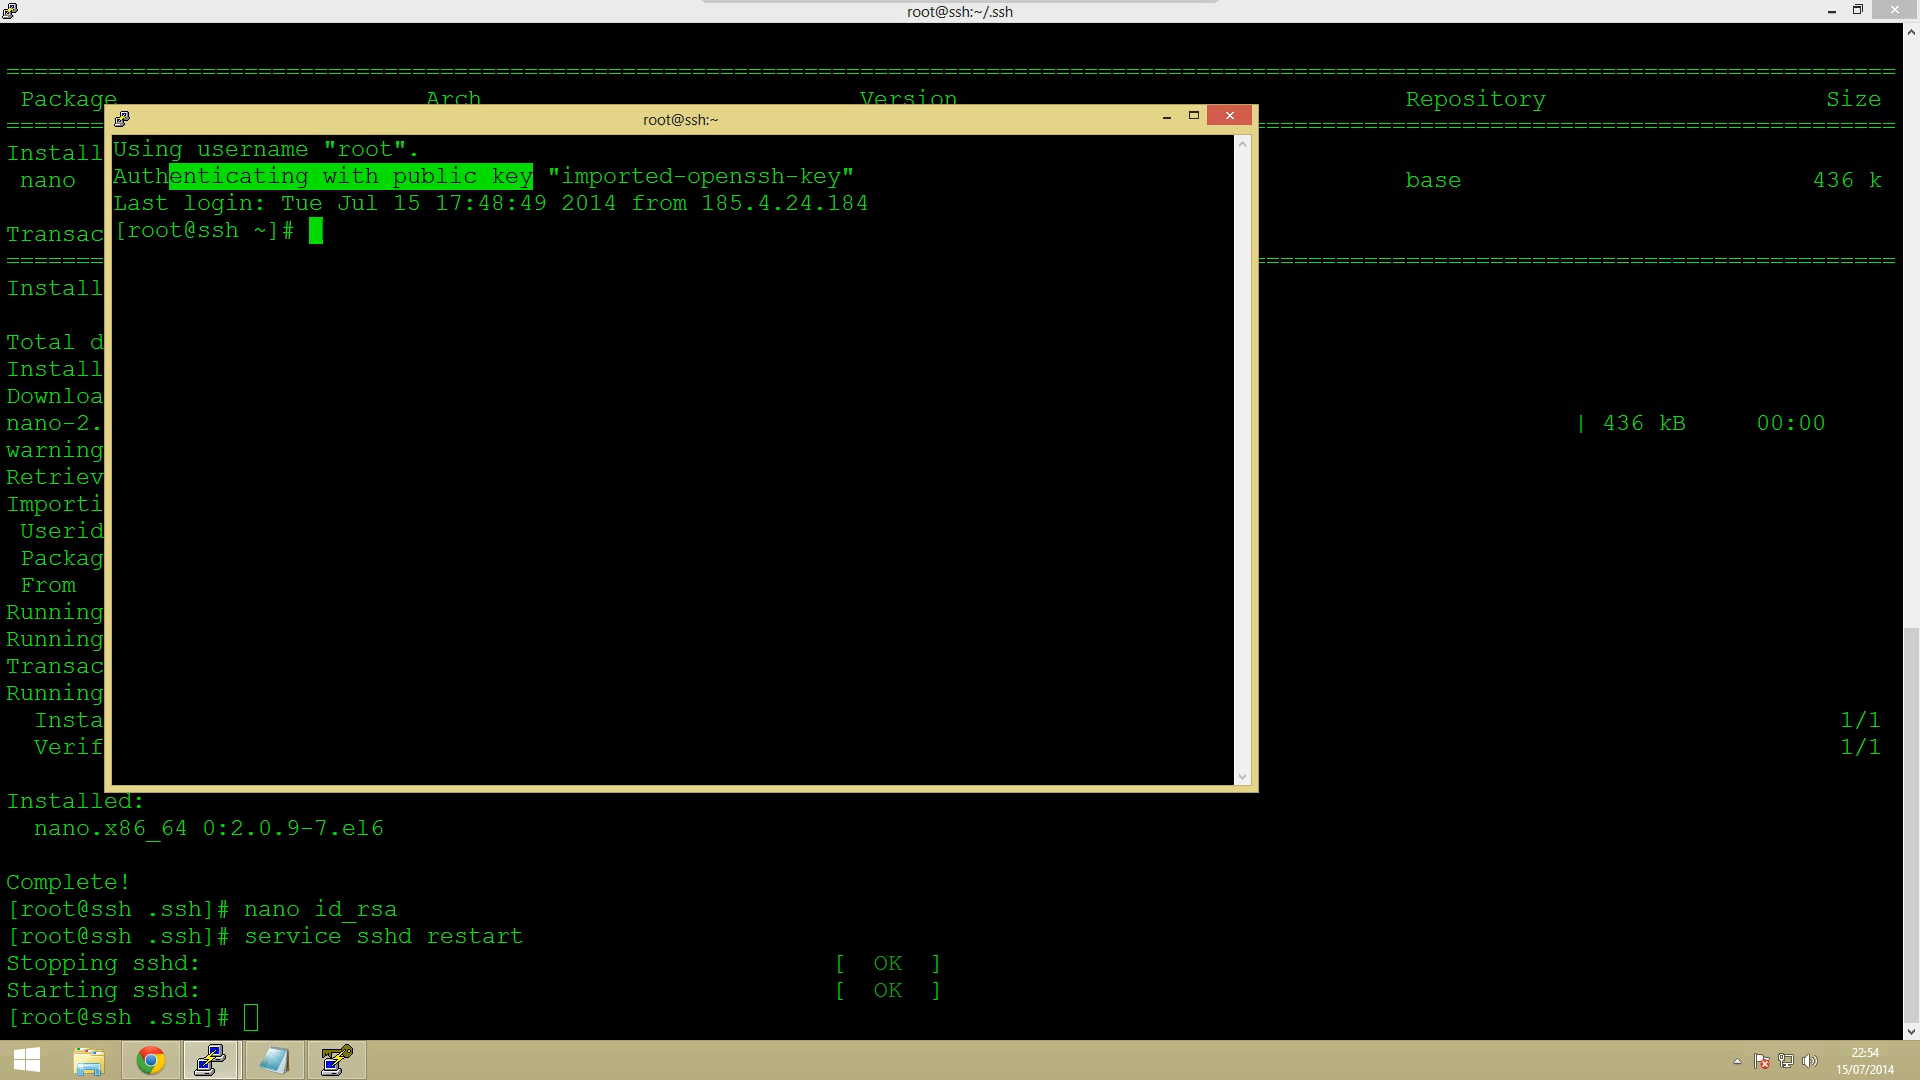 root@ssh:~/.ssh
================================================================================
Package Arch Version Repository Size
================================================================================
Install
nano base 436 k
Transac
================================================================================
Install
Total d
Install
Downloa
nano-2. | 436 kB 00:00
warning
Retriev
Importi
Userid
Packag
From
Running
Running
Transac
Running
Insta 1/1
Verif 1/1
Installed:
nano.x86_64 0:2.0.9-7.el6
Complete!
[root@ssh .ssh]# nano id_rsa
[root@ssh .ssh]# service sshd restart
Stopping sshd: [ OK ]
Starting sshd: [ OK ]
[root@ssh .ssh]#
root@ssh:~
Using username "root".
Authenticating with public key "imported-openssh-key"
Last login: Tue Jul 15 17:48:49 2014 from 185.4.24.184
[root@ssh ~]#
22:54
15/07/2014